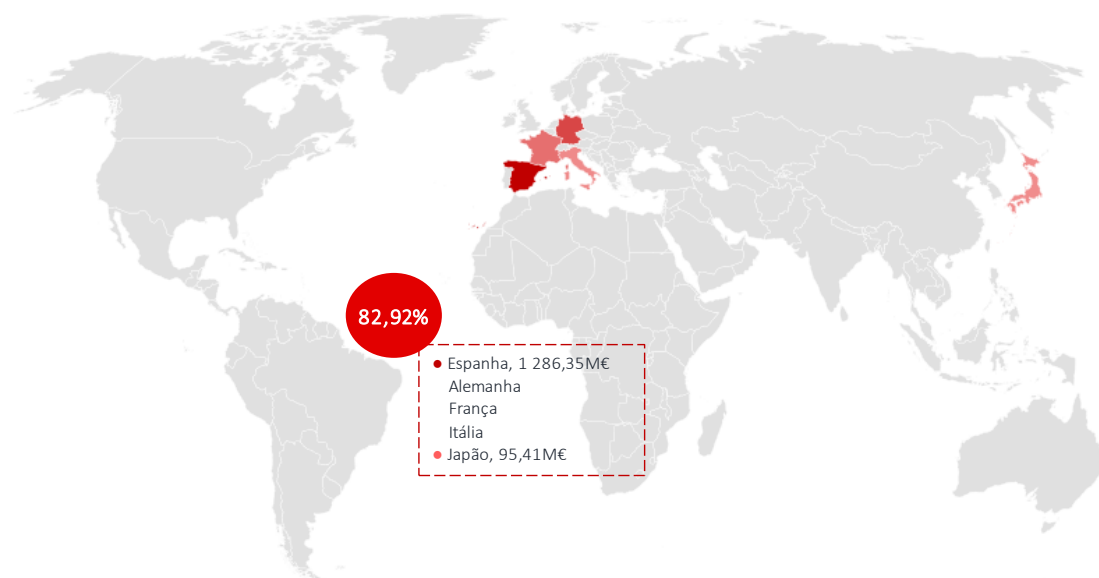 82,92%
Espanha, 1 286,35M€
Alemanha
França
Itália
Japão, 95,41M€